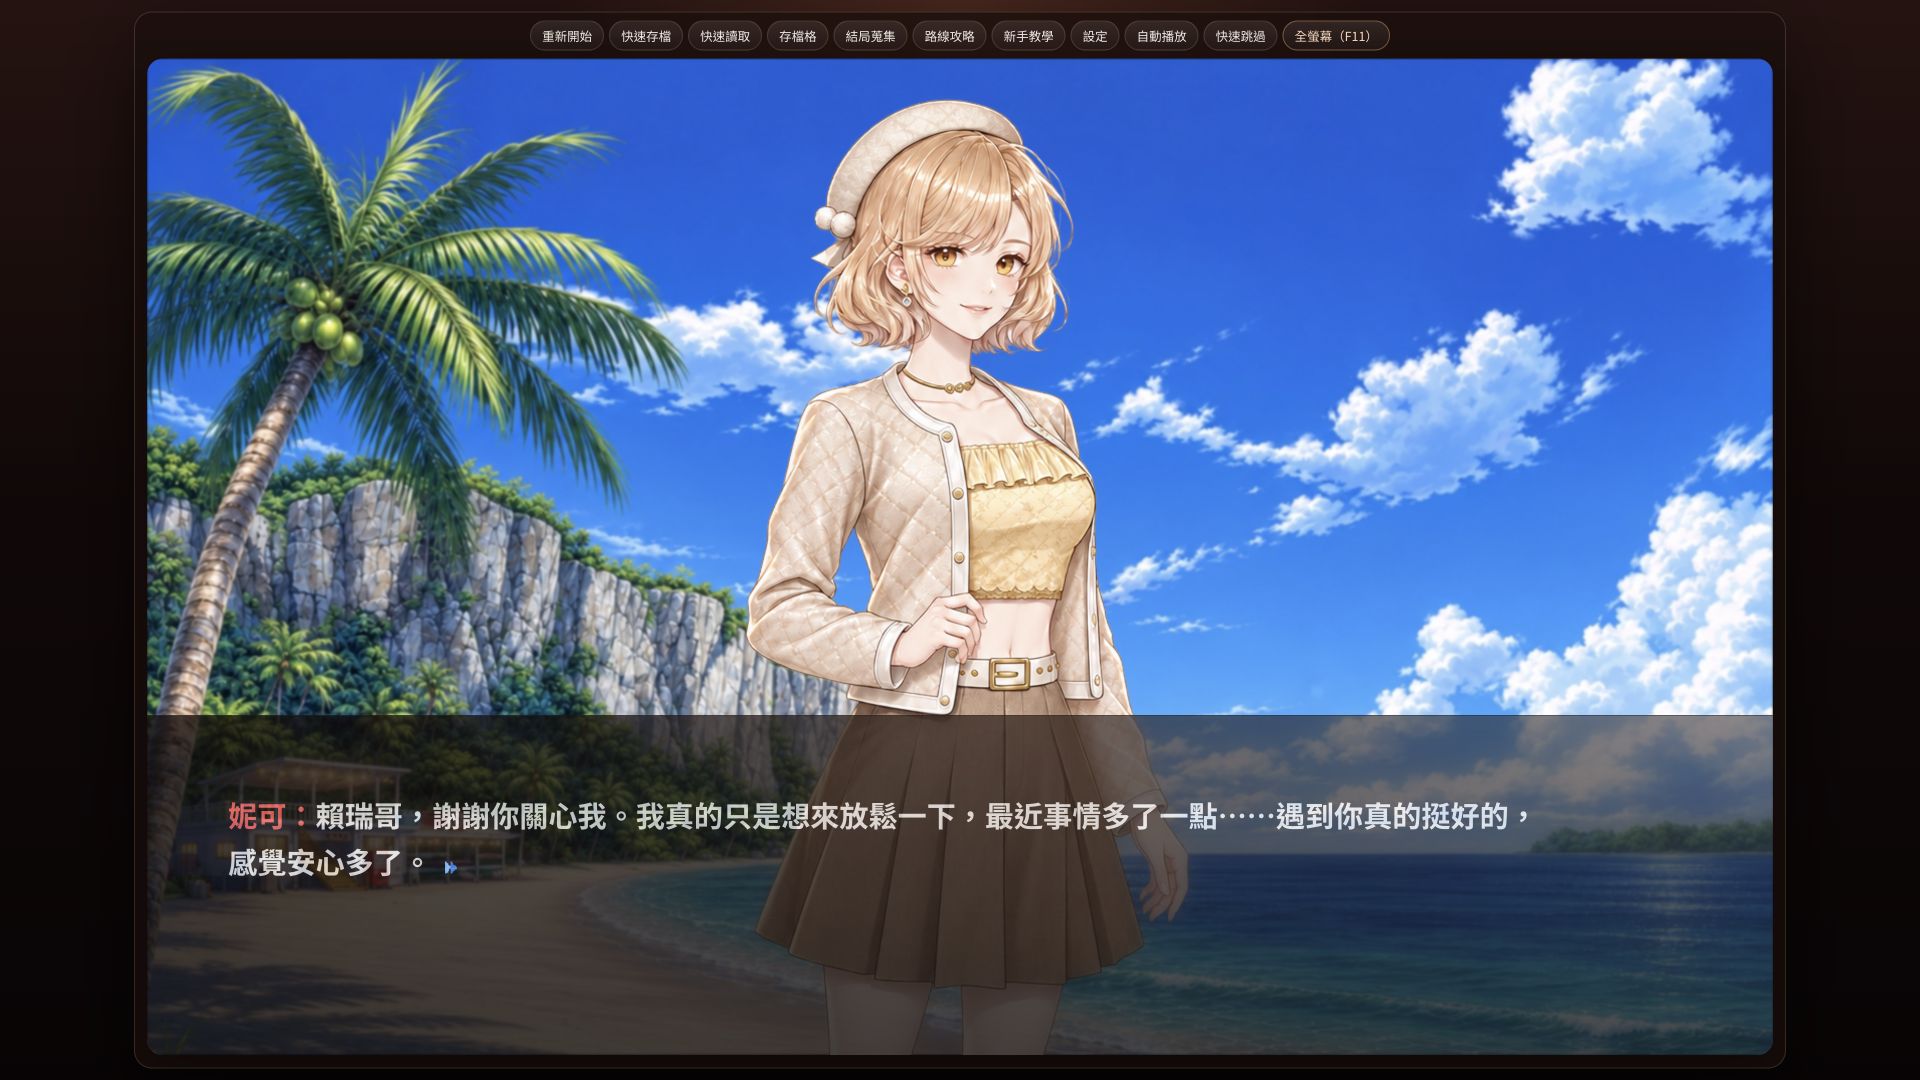 重新開始
快速存檔
快速讀取
存檔格
結局蒐集
路線攻略
新手教學
設定
自動播放
快速跳過
全螢幕（F11）
妮可：賴瑞哥，謝謝你關心我。我真的只是想來放鬆一下，最近事情多了一點⋯⋯遇到你真的挺好的，
感覺安心多了。